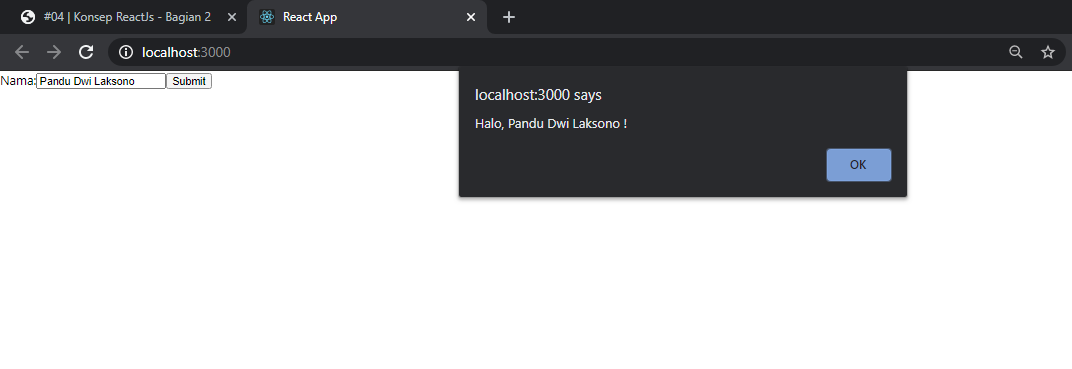 #04 | Konsep ReactJs - Bagian 2
React App
localhost:3000
Nama: Pandu Dwi Laksono Submit
localhost:3000 says
Halo, Pandu Dwi Laksono !
OK